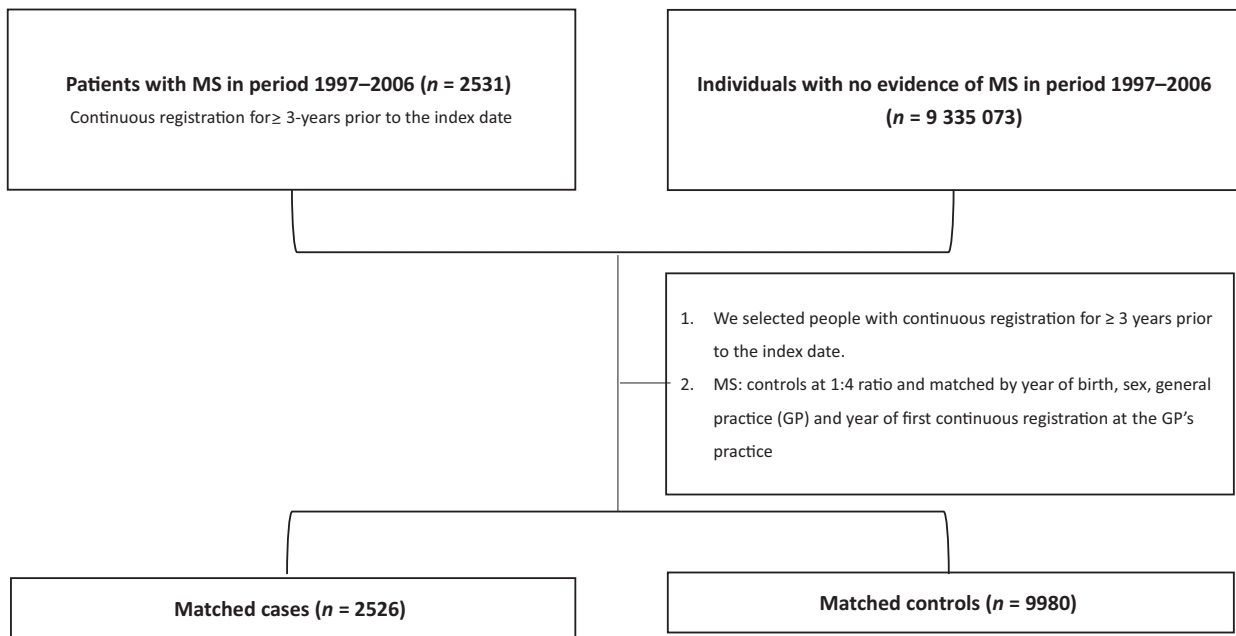 Patients with MS in period 1997–2006 (n = 2531)
Continuous registration for≥ 3-years prior to the index date
Individuals with no evidence of MS in period 1997–2006
(n = 9 335 073)
1. We selected people with continuous registration for ≥ 3 years prior
to the index date.
2. MS: controls at 1:4 ratio and matched by year of birth, sex, general
practice (GP) and year of first continuous registration at the GP's
practice
Matched cases (n = 2526)
Matched controls (n = 9980)